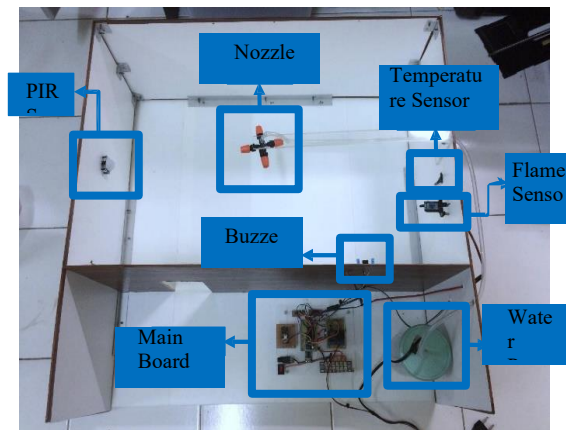 Nozzle
Temperatu
re Sensor
PIR
Flame
Senso
Buzze
Main
Board
Wate
r